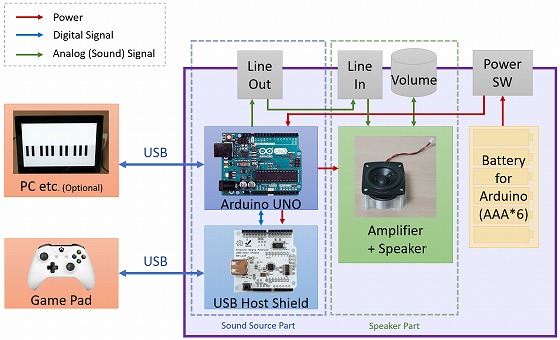 Power
Digital Signal
Analog (Sound) Signal
Line
Out
Line
In
Volume
Power
SW
USB
PC etc. (Optional)
Arduino UNO
Amplifier
+ Speaker
Battery
for
Arduino
(AAA*6)
USB
Game Pad
USB Host Shield
Sound Source Part
Speaker Part